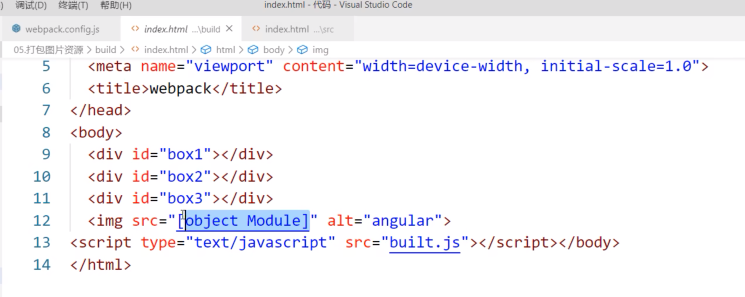 调试(D) 终端(T) 帮助(H) index.html - 代码 - Visual Studio Code
webpack.config.js index.html ...\build × index.html ...\src
05.打包图片资源 > build > index.html > html > body > img
5 <meta name="viewport" content="width=device-width, initial-scale=1.0">
6 <title>webpack</title>
7 </head>
8 <body>
9 <div id="box1"></div>
10 <div id="box2"></div>
11 <div id="box3"></div>
12 <img src="[object Module]" alt="angular">
13 <script type="text/javascript" src="built.js"></script></body>
14 </html>